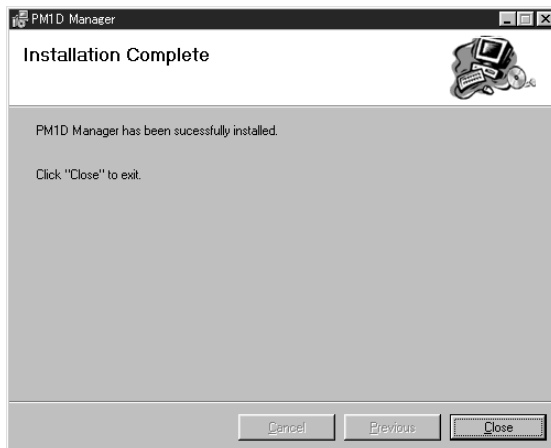 PM1D Manager
Installation Complete
PM1D Manager has been sucessfully installed.
Click "Close" to exit.
Cancel Previous Close